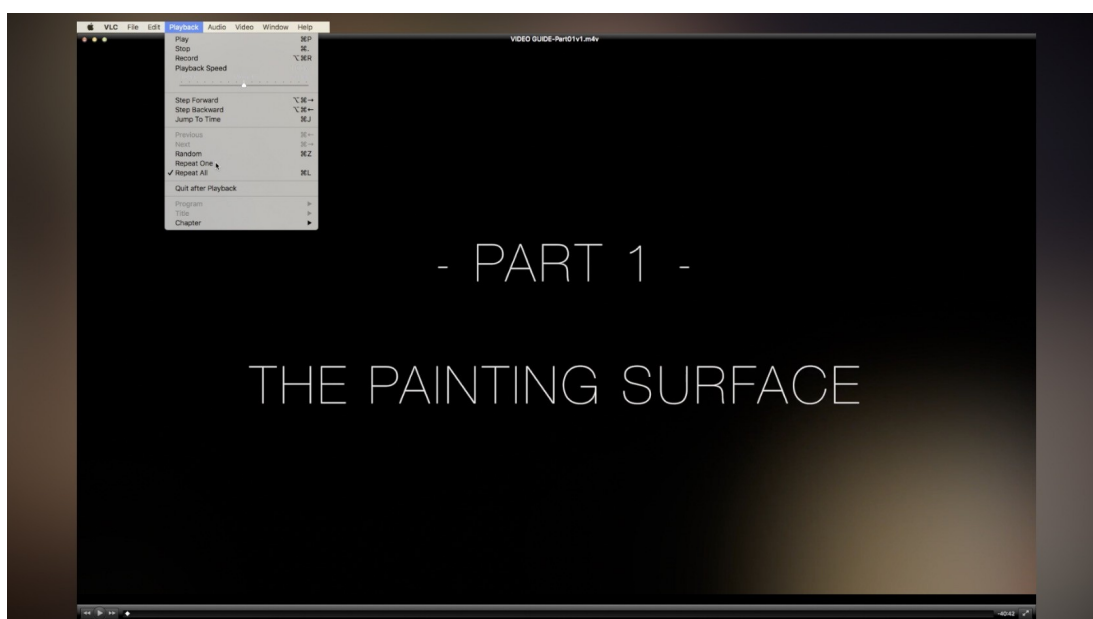 VLC File Edit Playback Audio Video Window Help
VIDEO GUIDE-Part01v1.m4v
Play ⌘P
Stop ⌘.
Record ⌥⌘R
Playback Speed
Step Forward ⌥⌘→
Step Backward ⌥⌘←
Jump To Time ⌘J
Previous ⌘←
Next ⌘→
Random ⌘Z
Repeat One
✓ Repeat All ⌘L
Quit after Playback
Program
Title
Chapter
- PART 1 -
THE PAINTING SURFACE
-40:42